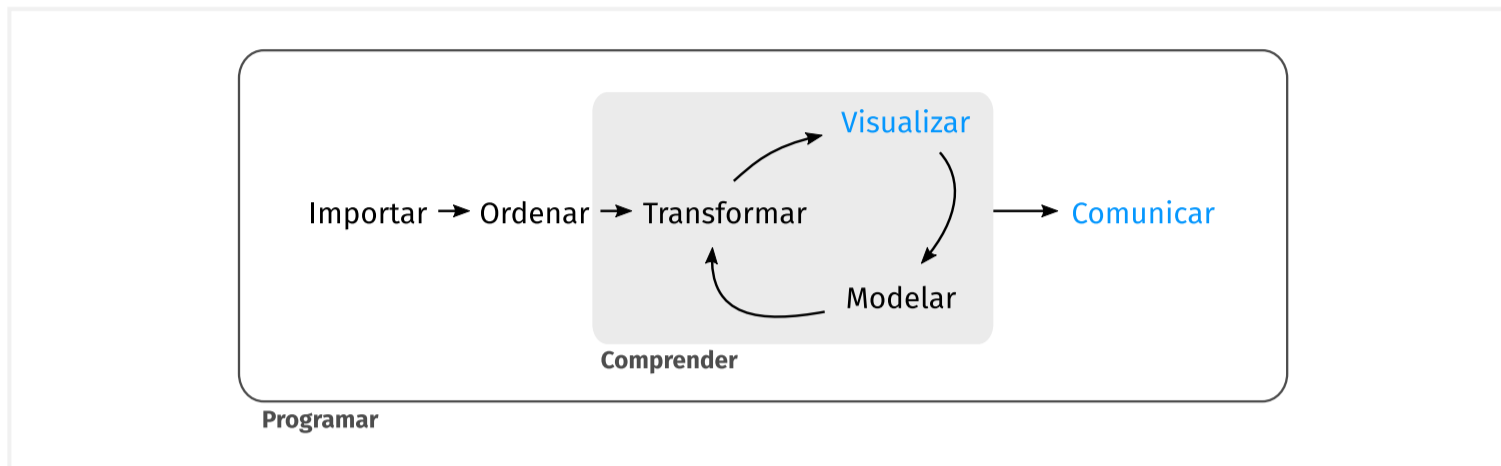 Visualizar
Importar → Ordenar → Transformar → Comunicar
Modelar
Comprender
Programar